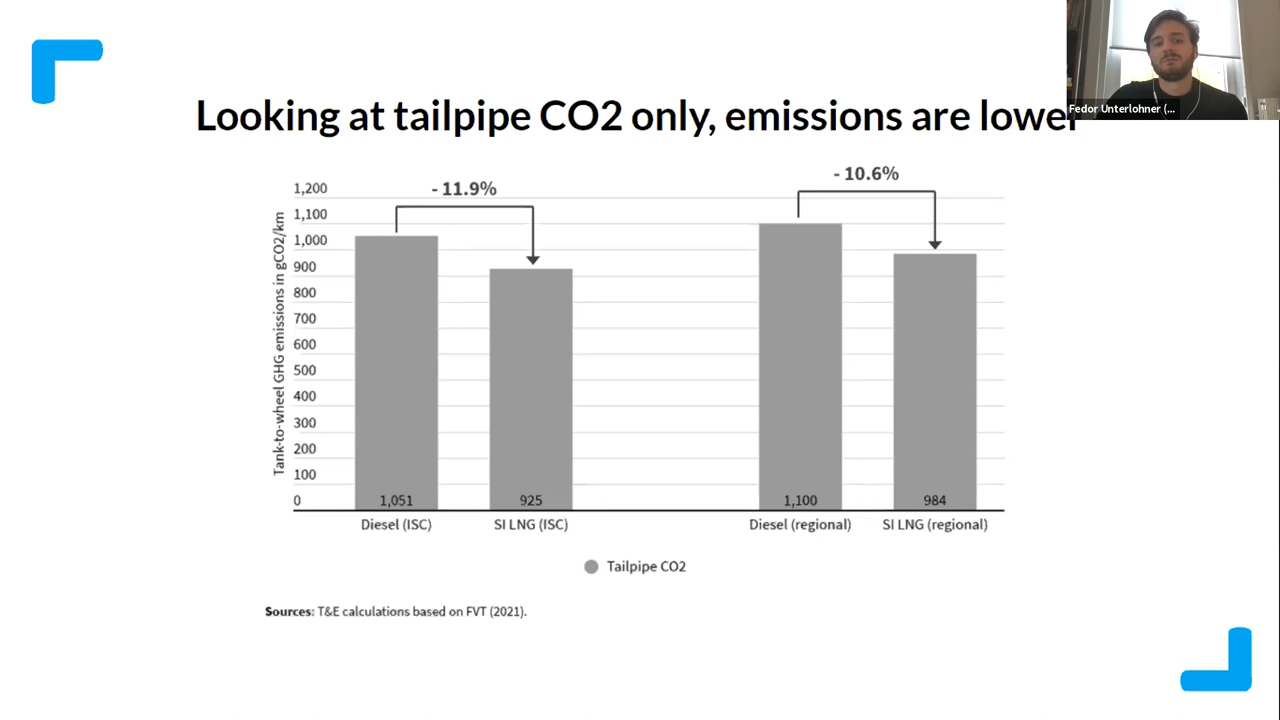 Fedor Unterlohner (...
Looking at tailpipe CO2 only, emissions are lower
- 11.9%
- 10.6%
Tank-to-wheel GHG emissions in gCO2/km
1,200
1,100
1,000
900
800
700
600
500
400
300
200
100
0
1,051
925
1,100
984
Diesel (ISC)
SI LNG (ISC)
Diesel (regional)
SI LNG (regional)
Tailpipe CO2
Sources: T&E calculations based on FVT (2021).